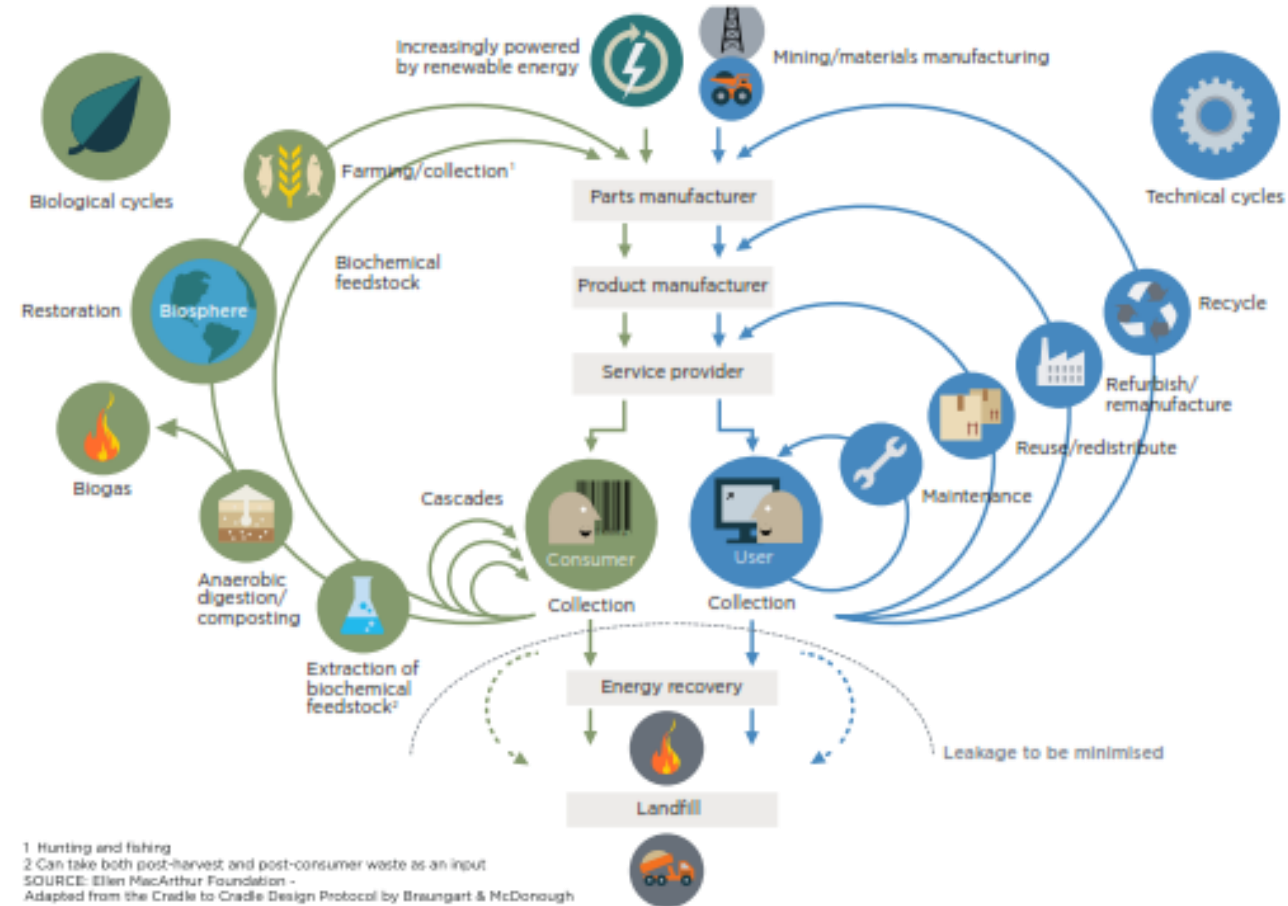 Increasingly powered
by renewable energy
Mining/materials manufacturing
Biological cycles
Technical cycles
Farming/collection¹
Parts manufacturer
Biochemical
feedstock
Product manufacturer
Restoration
Biosphere
Recycle
Service provider
Refurbish/
remanufacture
Reuse/redistribute
Biogas
Cascades
Maintenance
Consumer
User
Anaerobic
digestion/
composting
Collection
Collection
Extraction of
biochemical
feedstock²
Energy recovery
Leakage to be minimised
Landfill
1 Hunting and fishing
2 Can take both post-harvest and post-consumer waste as an input
SOURCE: Ellen MacArthur Foundation -
Adapted from the Cradle to Cradle Design Protocol by Braungart & McDonough